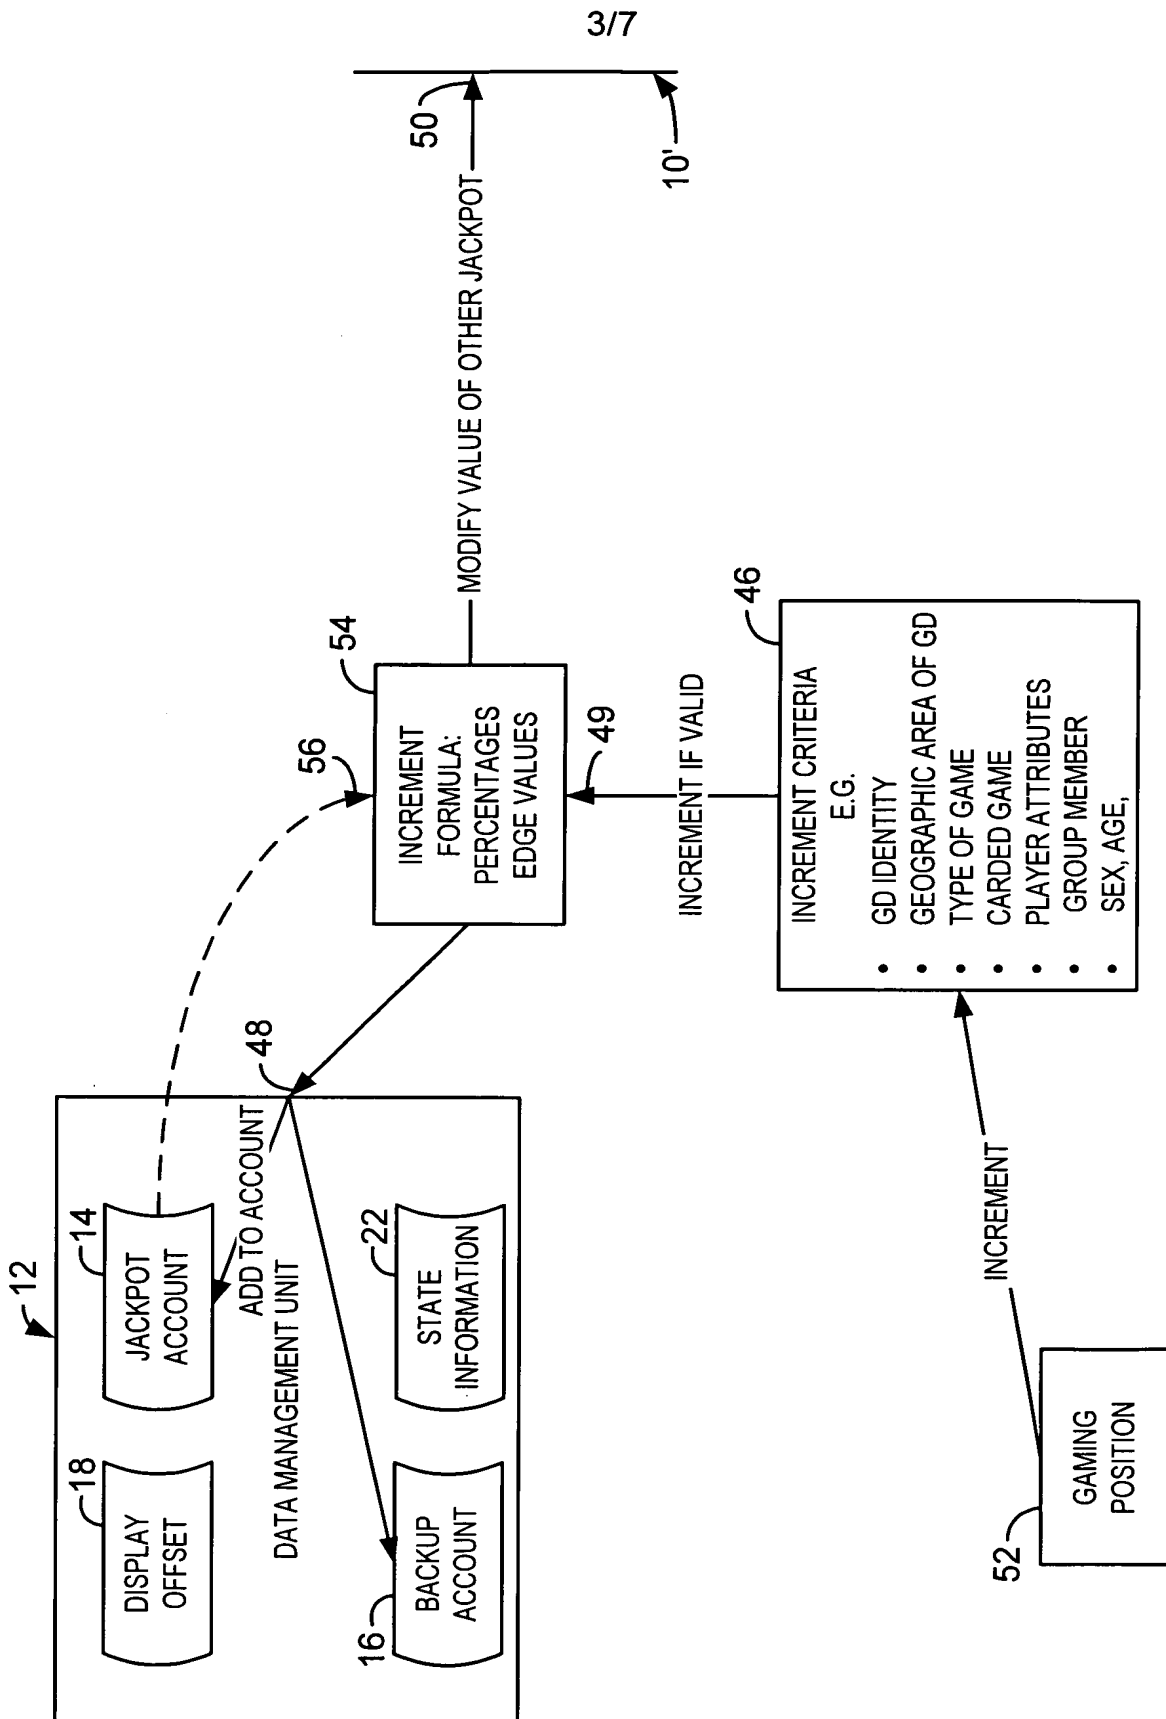 3/7
12
18
DISPLAY
OFFSET
14
JACKPOT
ACCOUNT
ADD TO ACCOUNT
DATA MANAGEMENT UNIT
16
BACKUP
ACCOUNT
22
STATE
INFORMATION
48
56
54
INCREMENT
FORMULA:
PERCENTAGES
EDGE VALUES
MODIFY VALUE OF OTHER JACKPOT
50
10'
49
INCREMENT IF VALID
46
INCREMENT CRITERIA
E.G.
• GD IDENTITY
• GEOGRAPHIC AREA OF GD
• TYPE OF GAME
• CARDED GAME
• PLAYER ATTRIBUTES
• GROUP MEMBER
• SEX, AGE,
INCREMENT
52
GAMING
POSITION